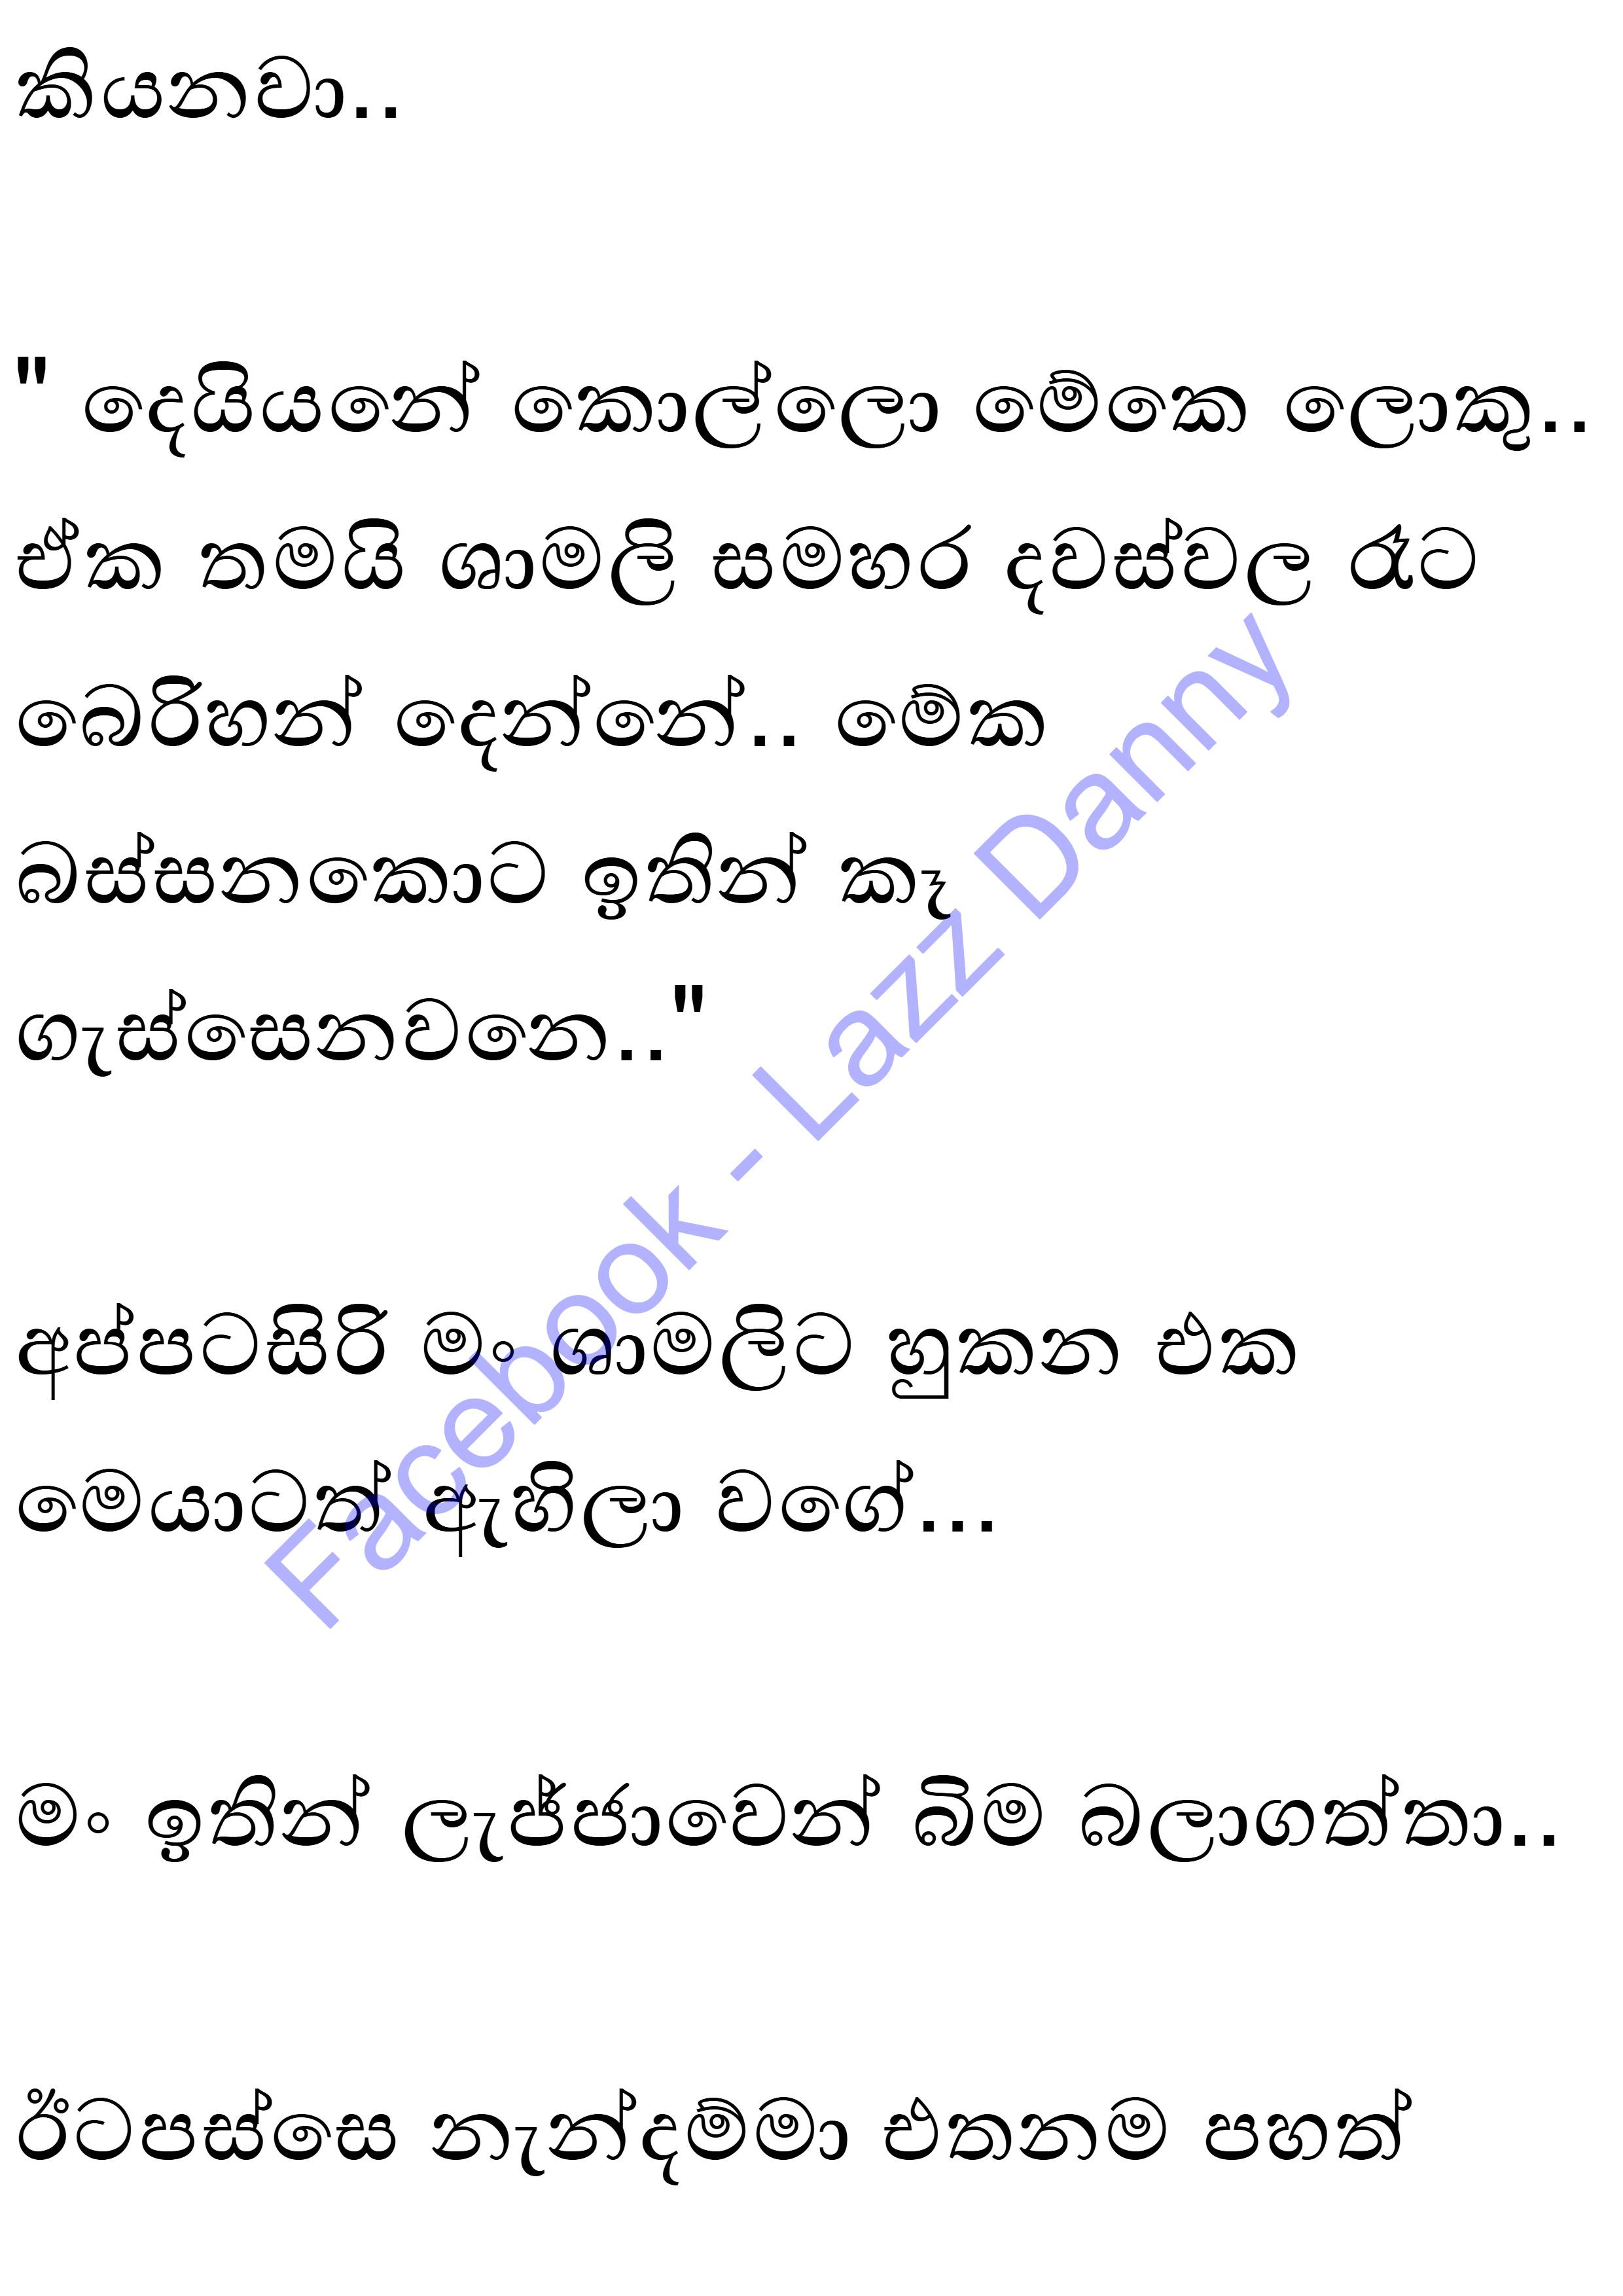 කියනවා..
" දෙයියනේ කොල්ලො මේකෙ ලොකු..
ඒක තමයි ශාමලි සමහර දවස්වල රෑට
බෙරිහන් දෙන්නේ.. මේක
බස්සනකොට ඉතින් කෑ
ගැස්සෙනවනෙ.."
අප්පටසිරි මං ශාමලිට හුකන එක
මෙයාටත් ඇහිලා වගේ...
මං ඉතින් ලැජ්ජාවෙන් බිම බලාගත්තා..
ඊටපස්සෙ නැන්දම්මා එතනම පහත්
Facebook - Lazz Danny